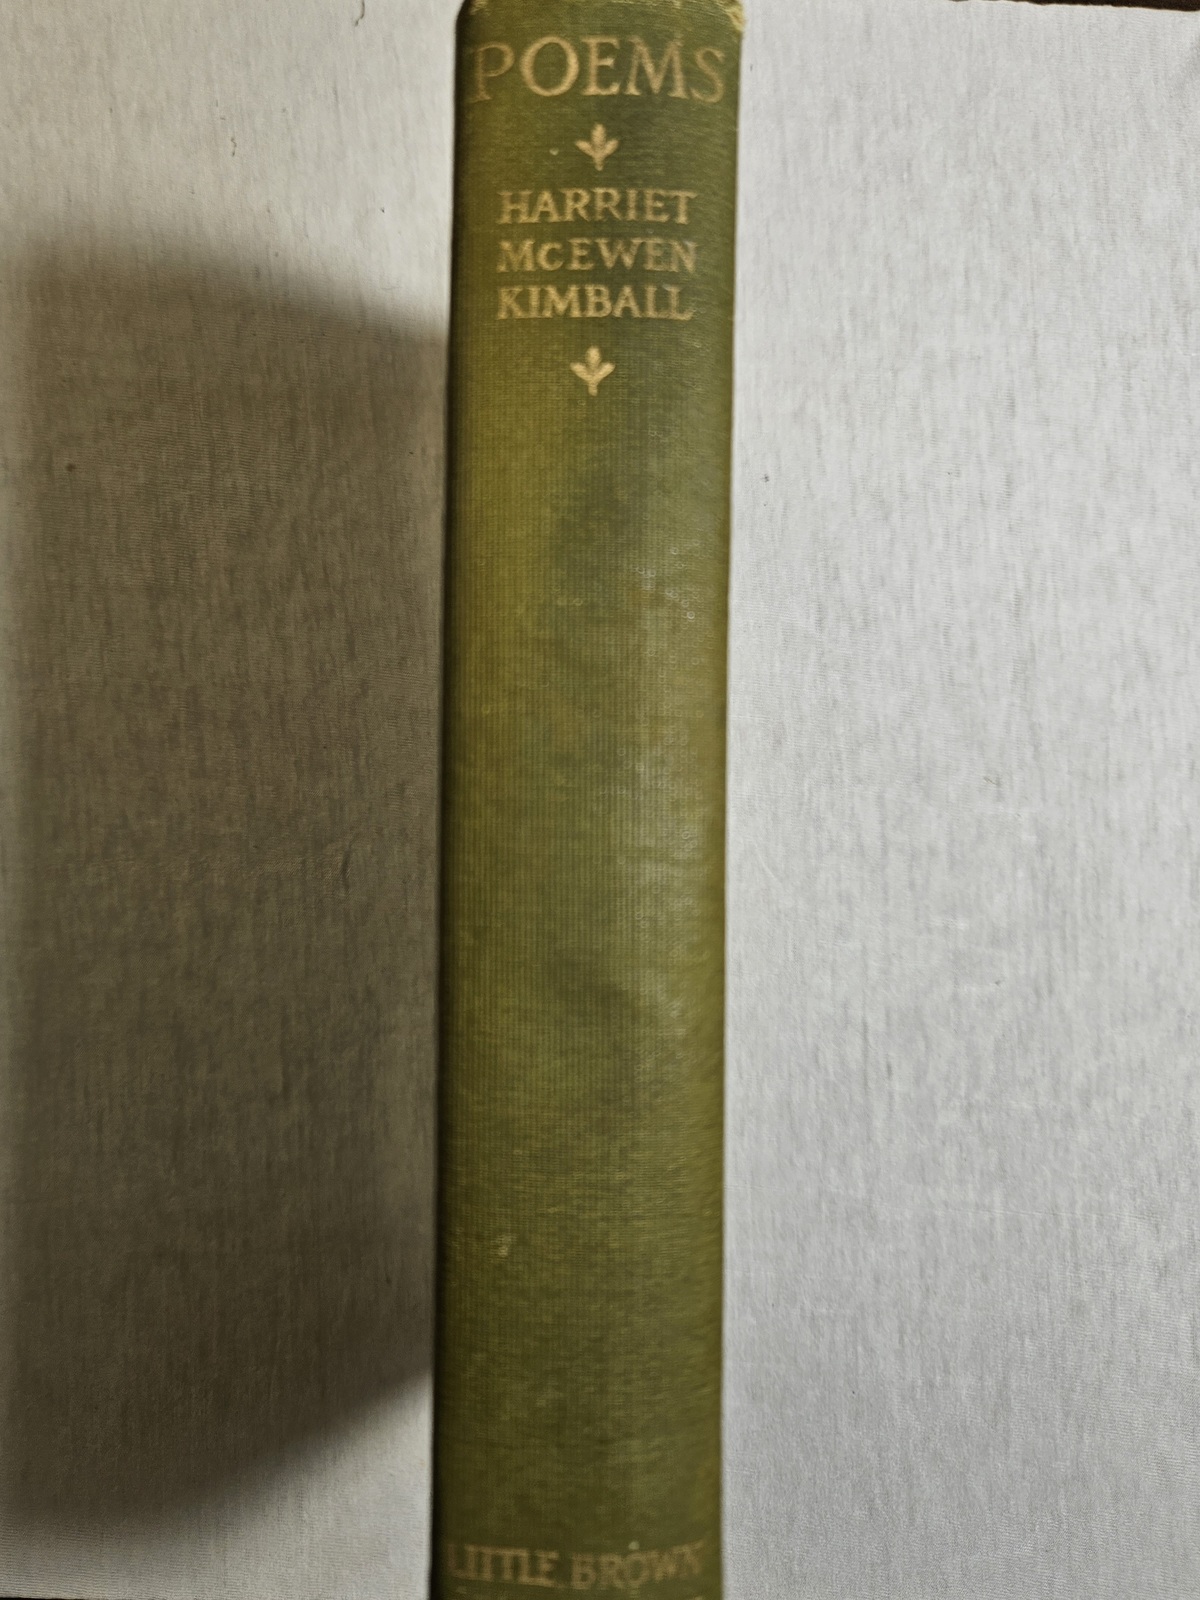 POEMS
HARRIET
McEWEN
KIMBALL
LITTLE BROWN